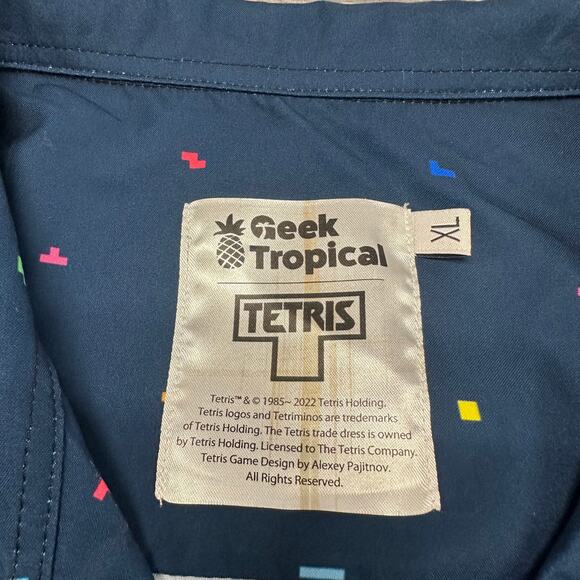 Geek
Tropical
XL
TETRIS
Tetris™ & © 1985~ 2022 Tetris Holding.
Tetris logos and Tetriminos are tredemarks
of Tetris Holding. The Tetris trade dress is owned
by Tetris Holding. Licensed to The Tetris Company.
Tetris Game Design by Alexey Pajitnov.
All Rights Reserved.